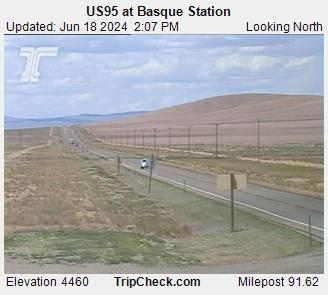 US95 at Basque Station
Updated: Jun 18 2024 2:07 PM
Looking North
Elevation 4460
TripCheck.com
Milepost 91.62